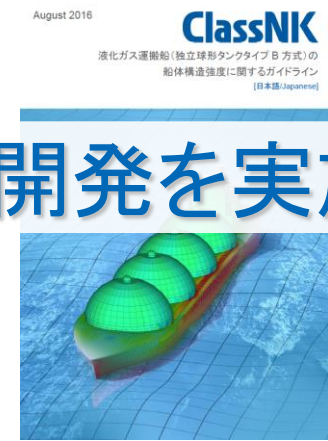 August 2016
ClassNK
液化ガス運搬船(独立球形タンクタイプ B 方式)の
船体構造強度に関するガイドライン
[日本語/Japanese]
開発を実施